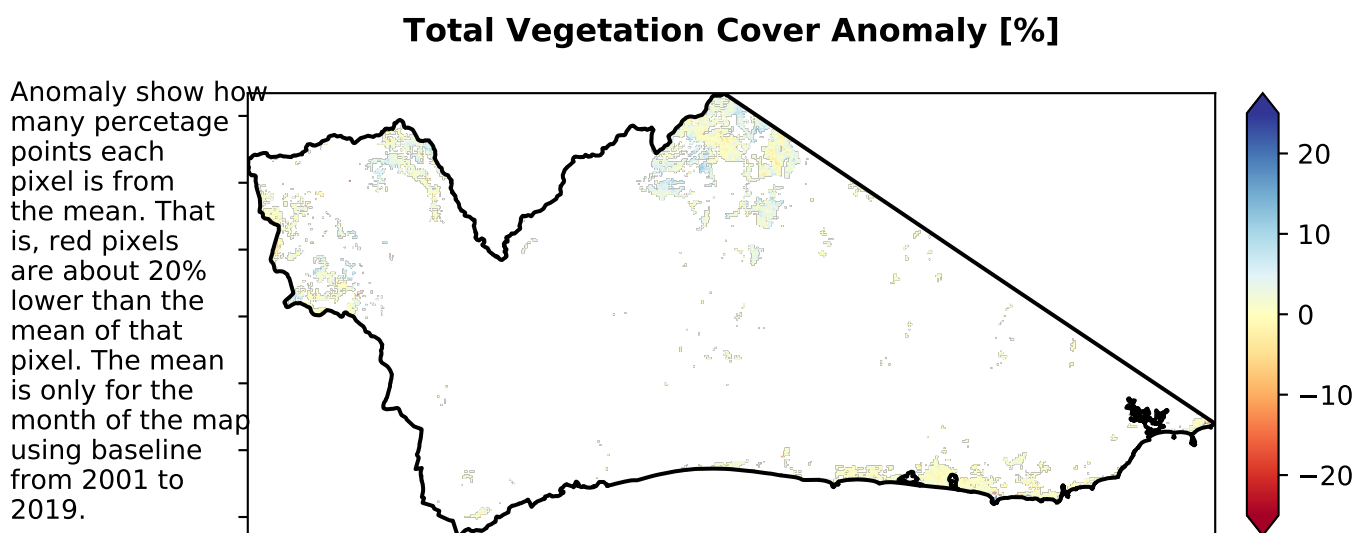 Total Vegetation Cover Anomaly [%]
Anomaly show how
many percetage
points each
pixel is from
the mean. That
is, red pixels
are about 20%
lower than the
mean of that
pixel. The mean
is only for the
month of the map
using baseline
from 2001 to
2019.
20
10
0
−10
−20